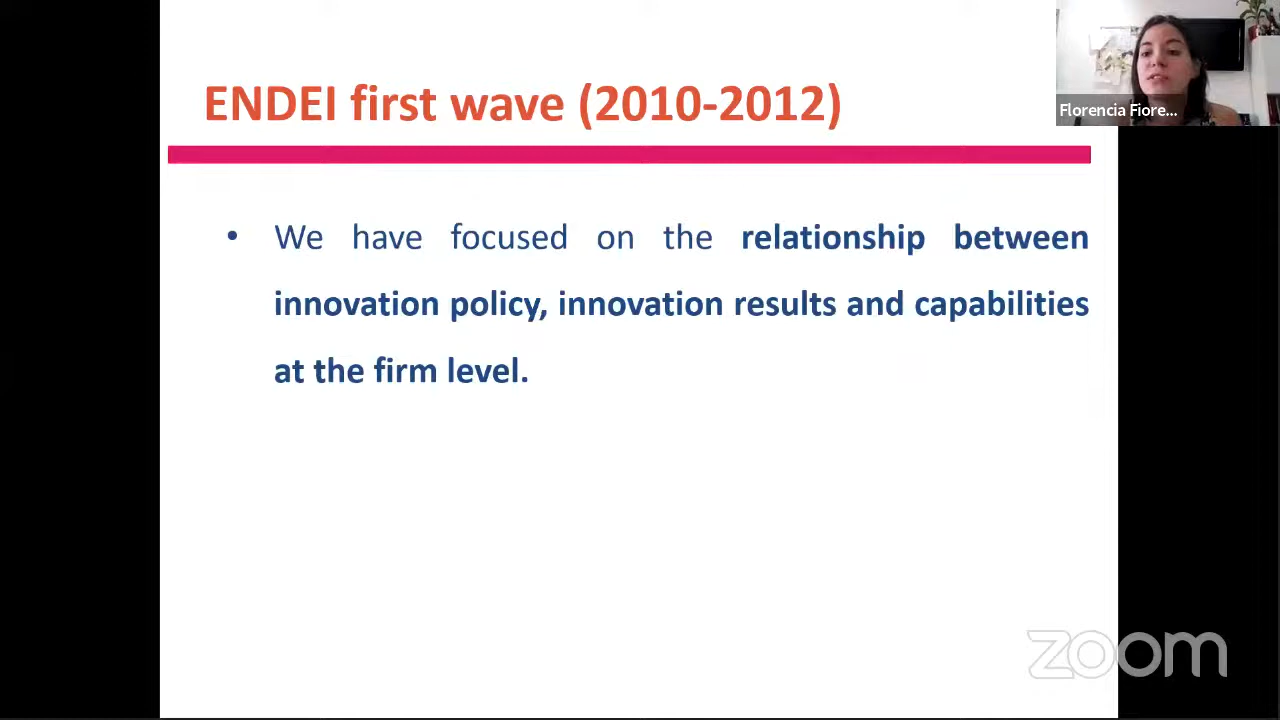 ENDEI first wave (2010-2012)
Florencia Fiore...
• We have focused on the relationship between
innovation policy, innovation results and capabilities
at the firm level.
zoom